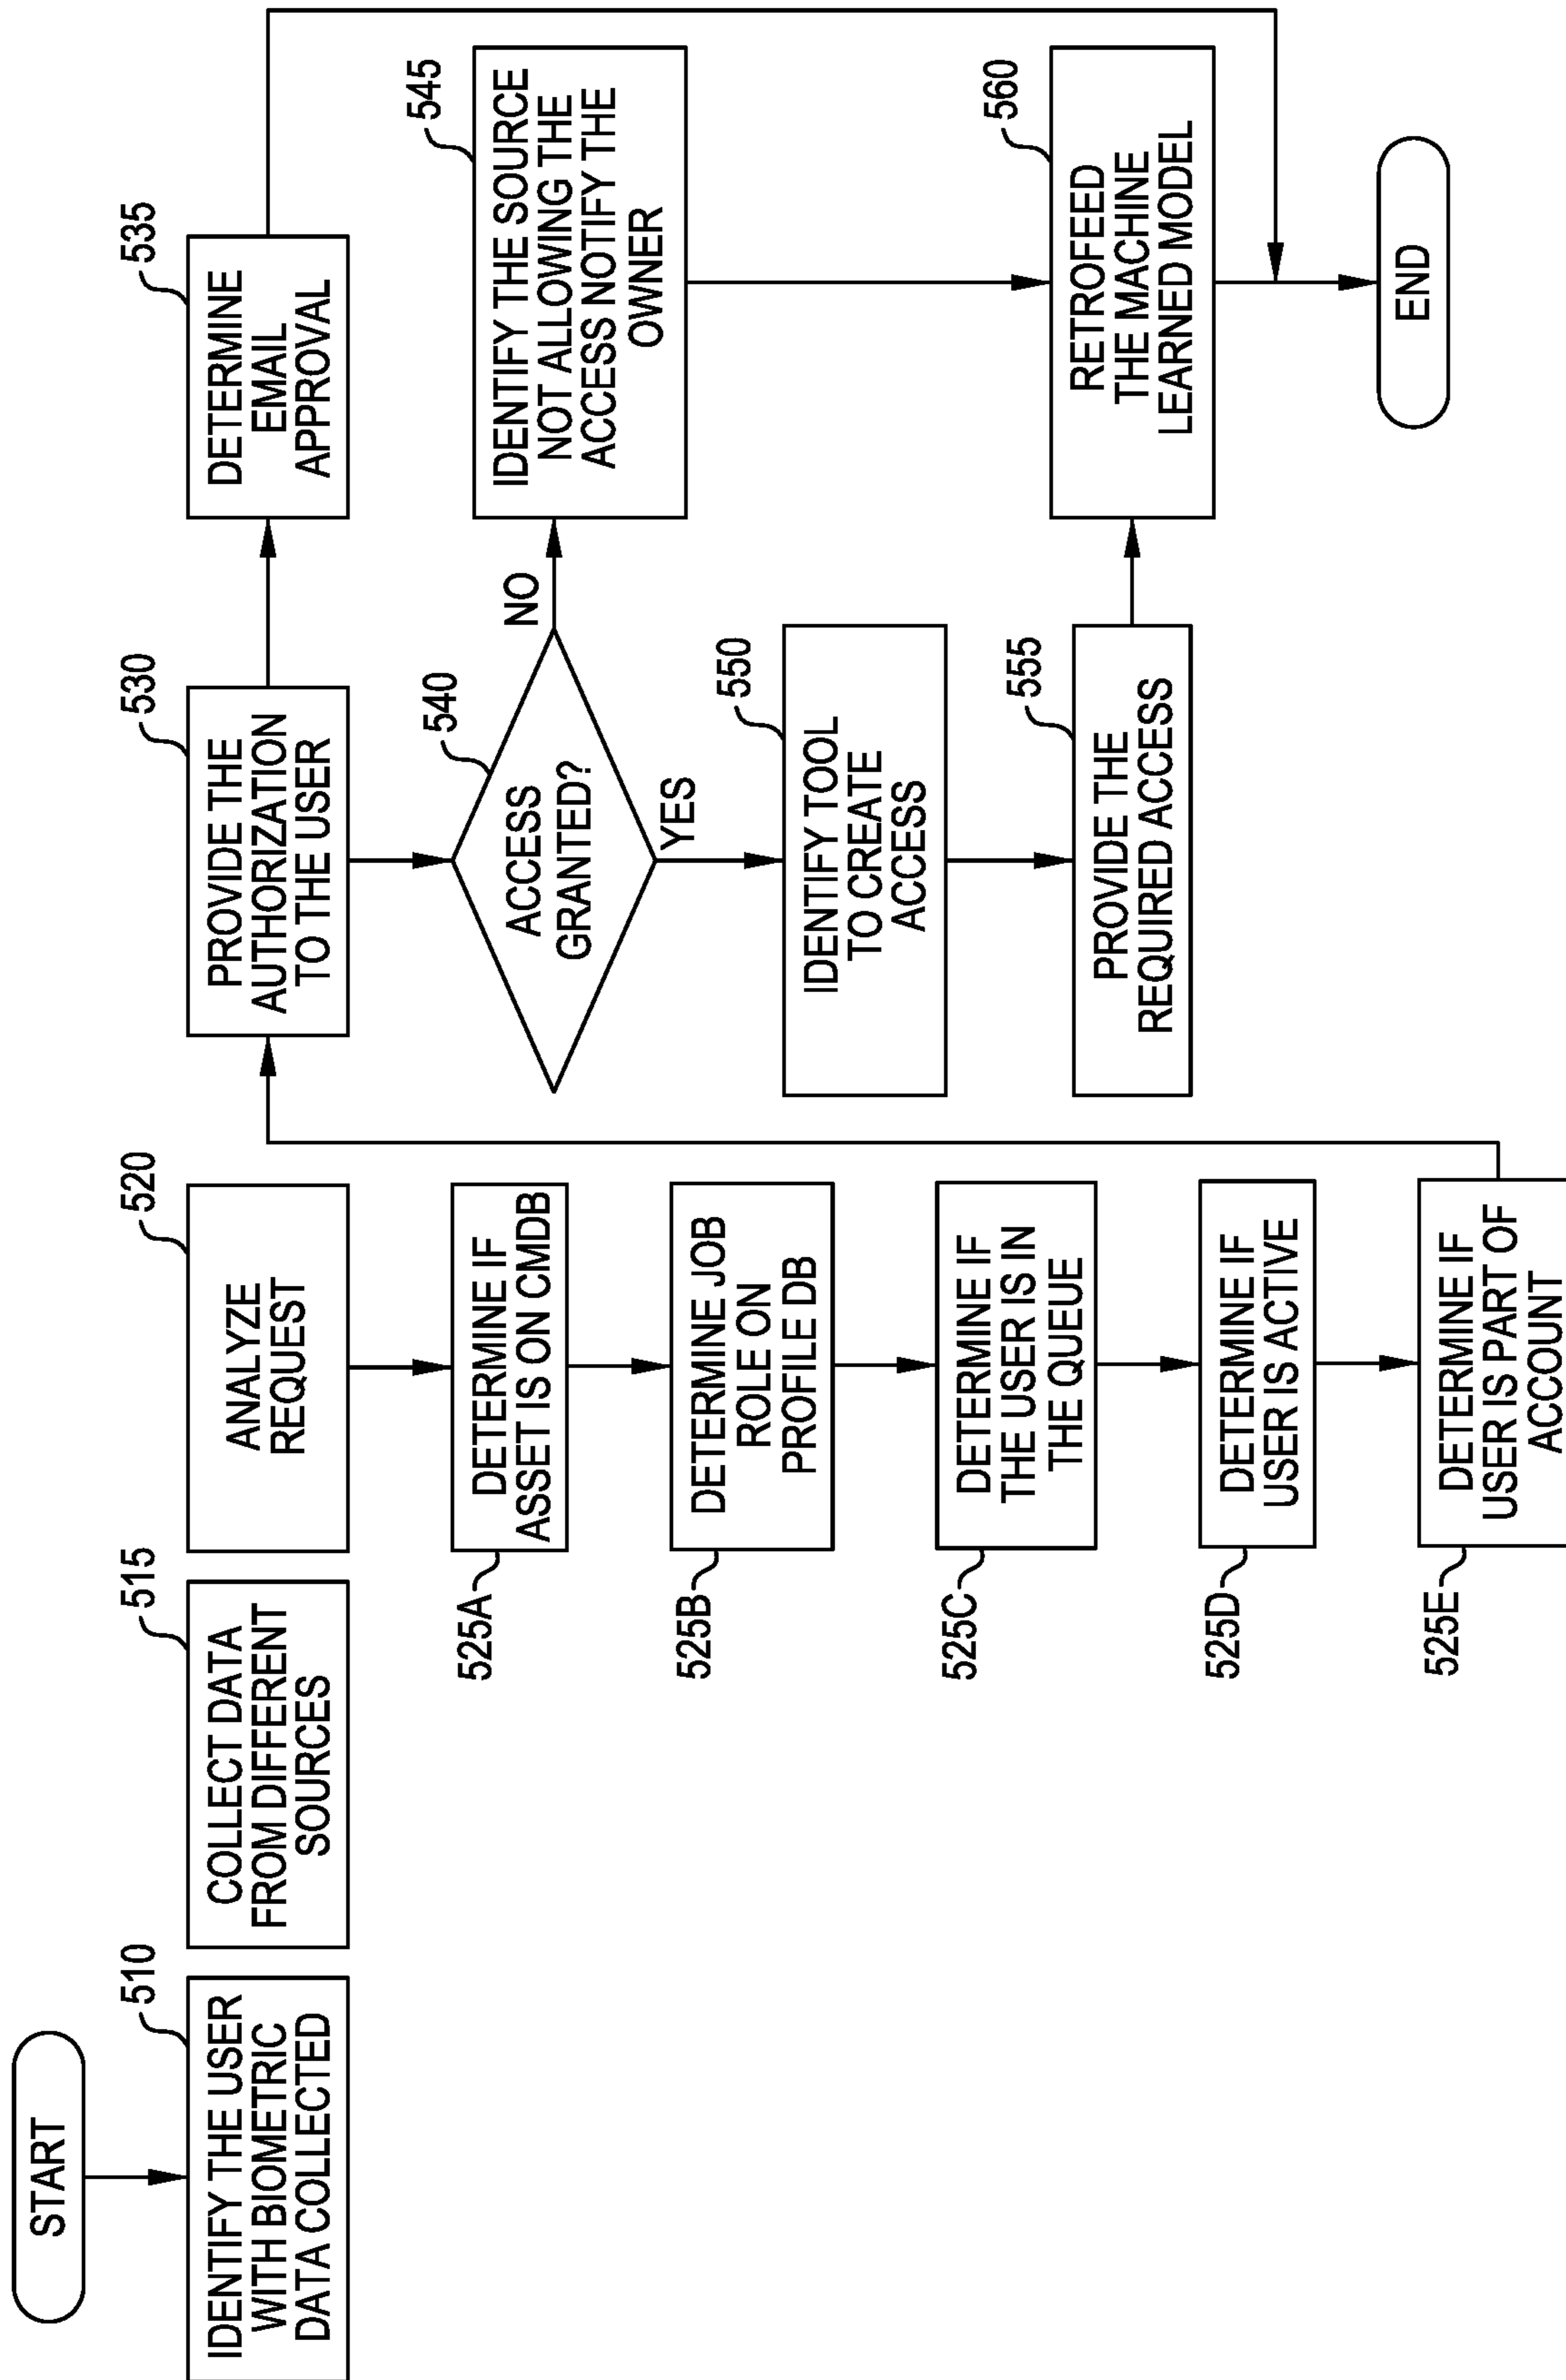 START
510
IDENTIFY THE USER
WITH BIOMETRIC
DATA COLLECTED
515
COLLECT DATA
FROM DIFFERENT
SOURCES
520
ANALYZE
REQUEST
525A
DETERMINE IF
ASSET IS ON CMDB
525B
DETERMINE JOB
ROLE ON
PROFILE DB
525C
DETERMINE IF
THE USER IS IN
THE QUEUE
525D
DETERMINE IF
USER IS ACTIVE
525E
DETERMINE IF
USER IS PART OF
ACCOUNT
530
PROVIDE THE
AUTHORIZATION
TO THE USER
535
DETERMINE
EMAIL
APPROVAL
540
ACCESS
GRANTED?
NO
YES
545
IDENTIFY THE SOURCE
NOT ALLOWING THE
ACCESS NOTIFY THE
OWNER
550
IDENTIFY TOOL
TO CREATE
ACCESS
555
PROVIDE THE
REQUIRED ACCESS
560
RETROFEED
THE MACHINE
LEARNED MODEL
END